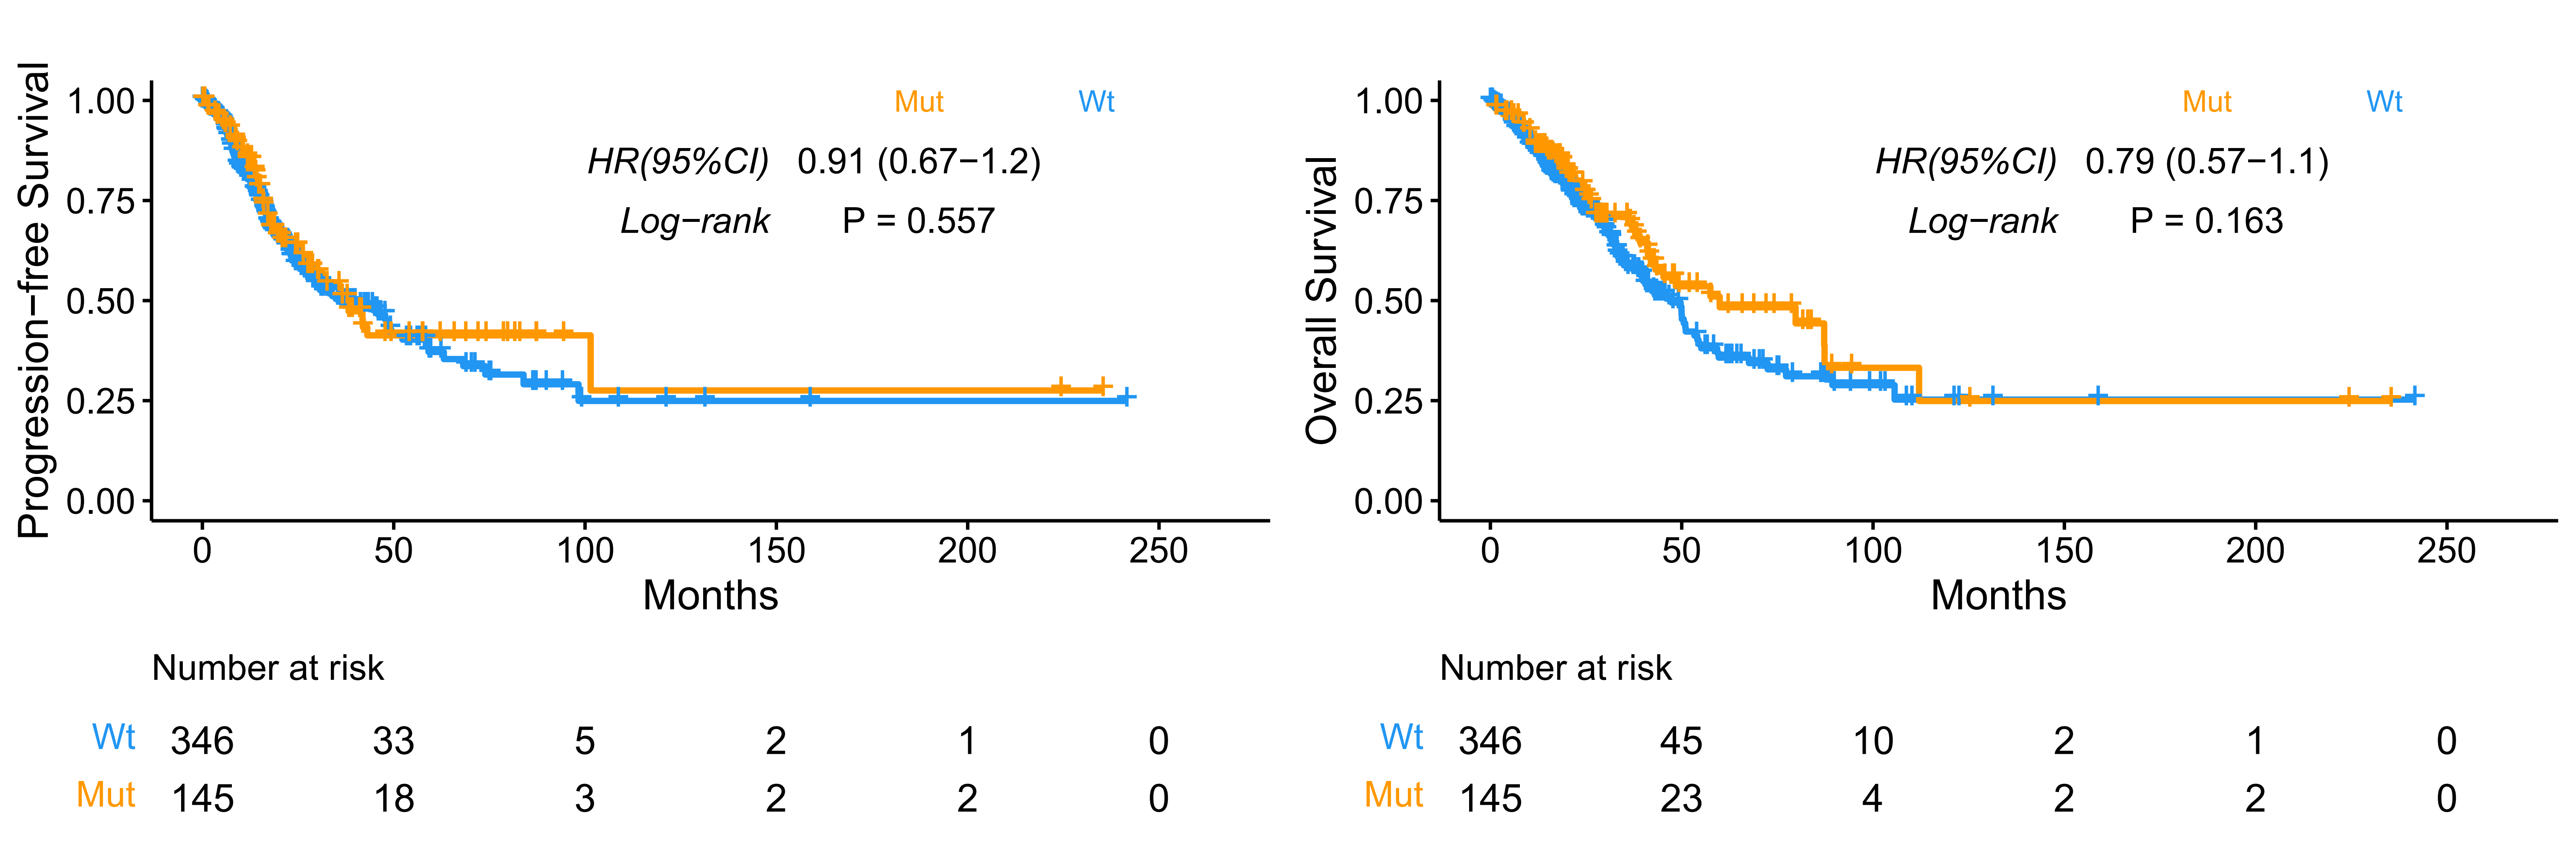 Progression−free Survival
1.00
0.75
0.50
0.25
0.00
Mut Wt
HR(95%CI) 0.91 (0.67−1.2)
Log−rank P = 0.557
0 50 100 150 200 250
Months
Number at risk
Wt 346 33 5 2 1 0
Mut 145 18 3 2 2 0
Overall Survival
1.00
0.75
0.50
0.25
0.00
Mut Wt
HR(95%CI) 0.79 (0.57−1.1)
Log−rank P = 0.163
0 50 100 150 200 250
Months
Number at risk
Wt 346 45 10 2 1 0
Mut 145 23 4 2 2 0